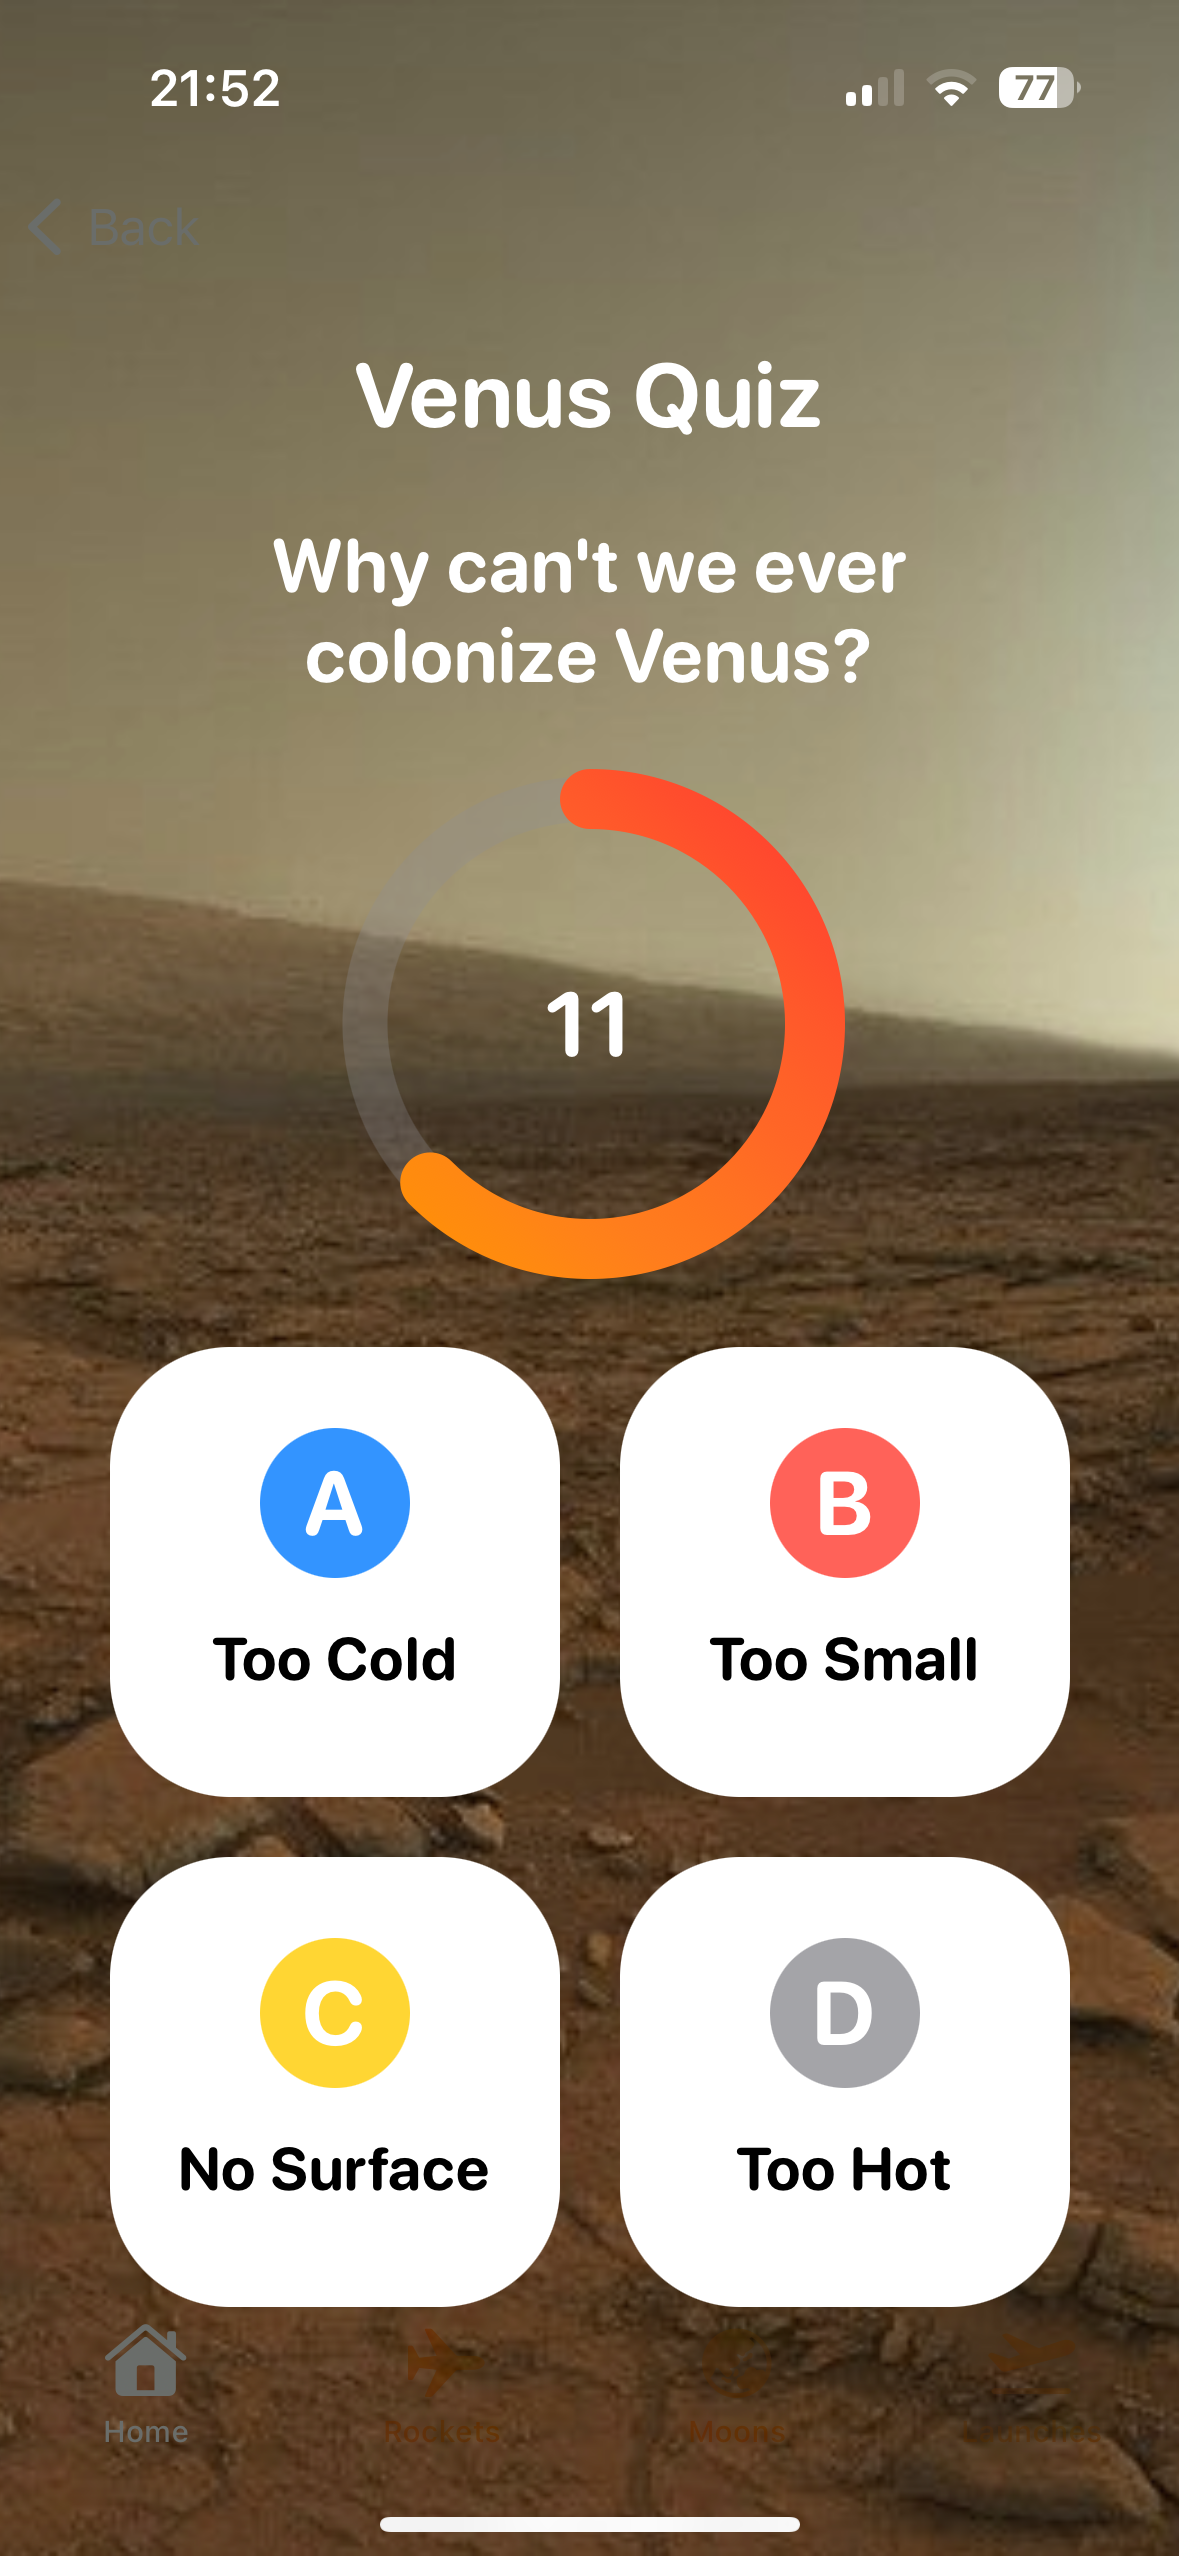 21:52
77
Back
Venus Quiz
Why can't we ever
colonize Venus?
11
A
B
Too Cold
Too Small
C
D
No Surface
Too Hot
Home
Rockets
Moons